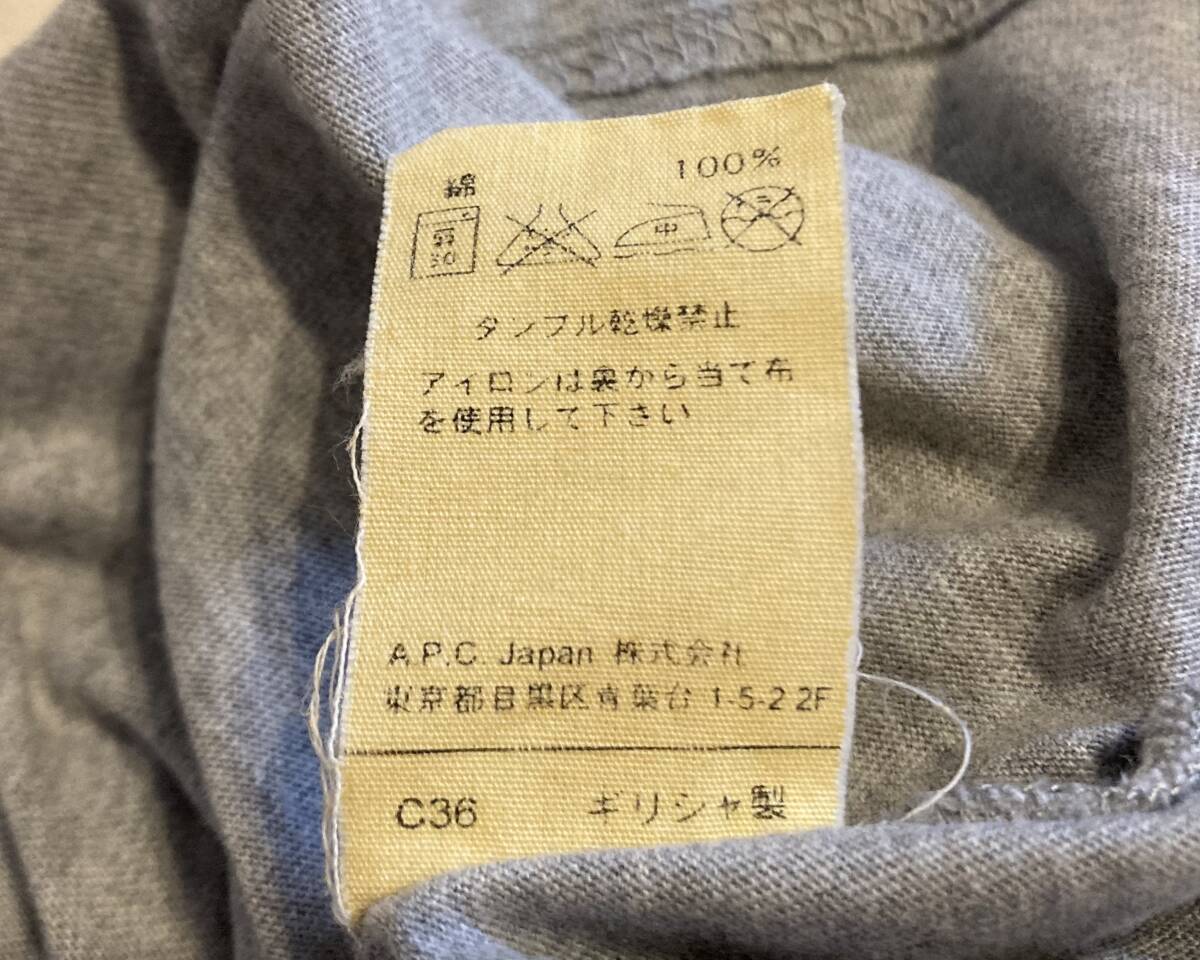 綿 100%
中
タンブル乾燥禁止
アイロンは裏から当て布
を使用して下さい
A.P.C. Japan 株式会社
東京都目黒区青葉台 1-5-2 2F
C36 ギリシャ製